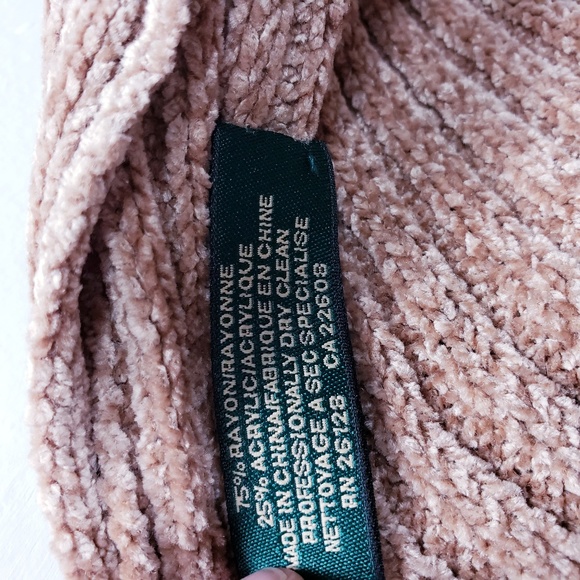 75% RAYON/RAYONNE
25% ACRYLIC/ACRYLIQUE
MADE IN CHINA/FABRIQUE EN CHINE
PROFESSIONALLY DRY CLEAN
NETTOYAGE A SEC SPECIALISE
RN 26128 CA 22608